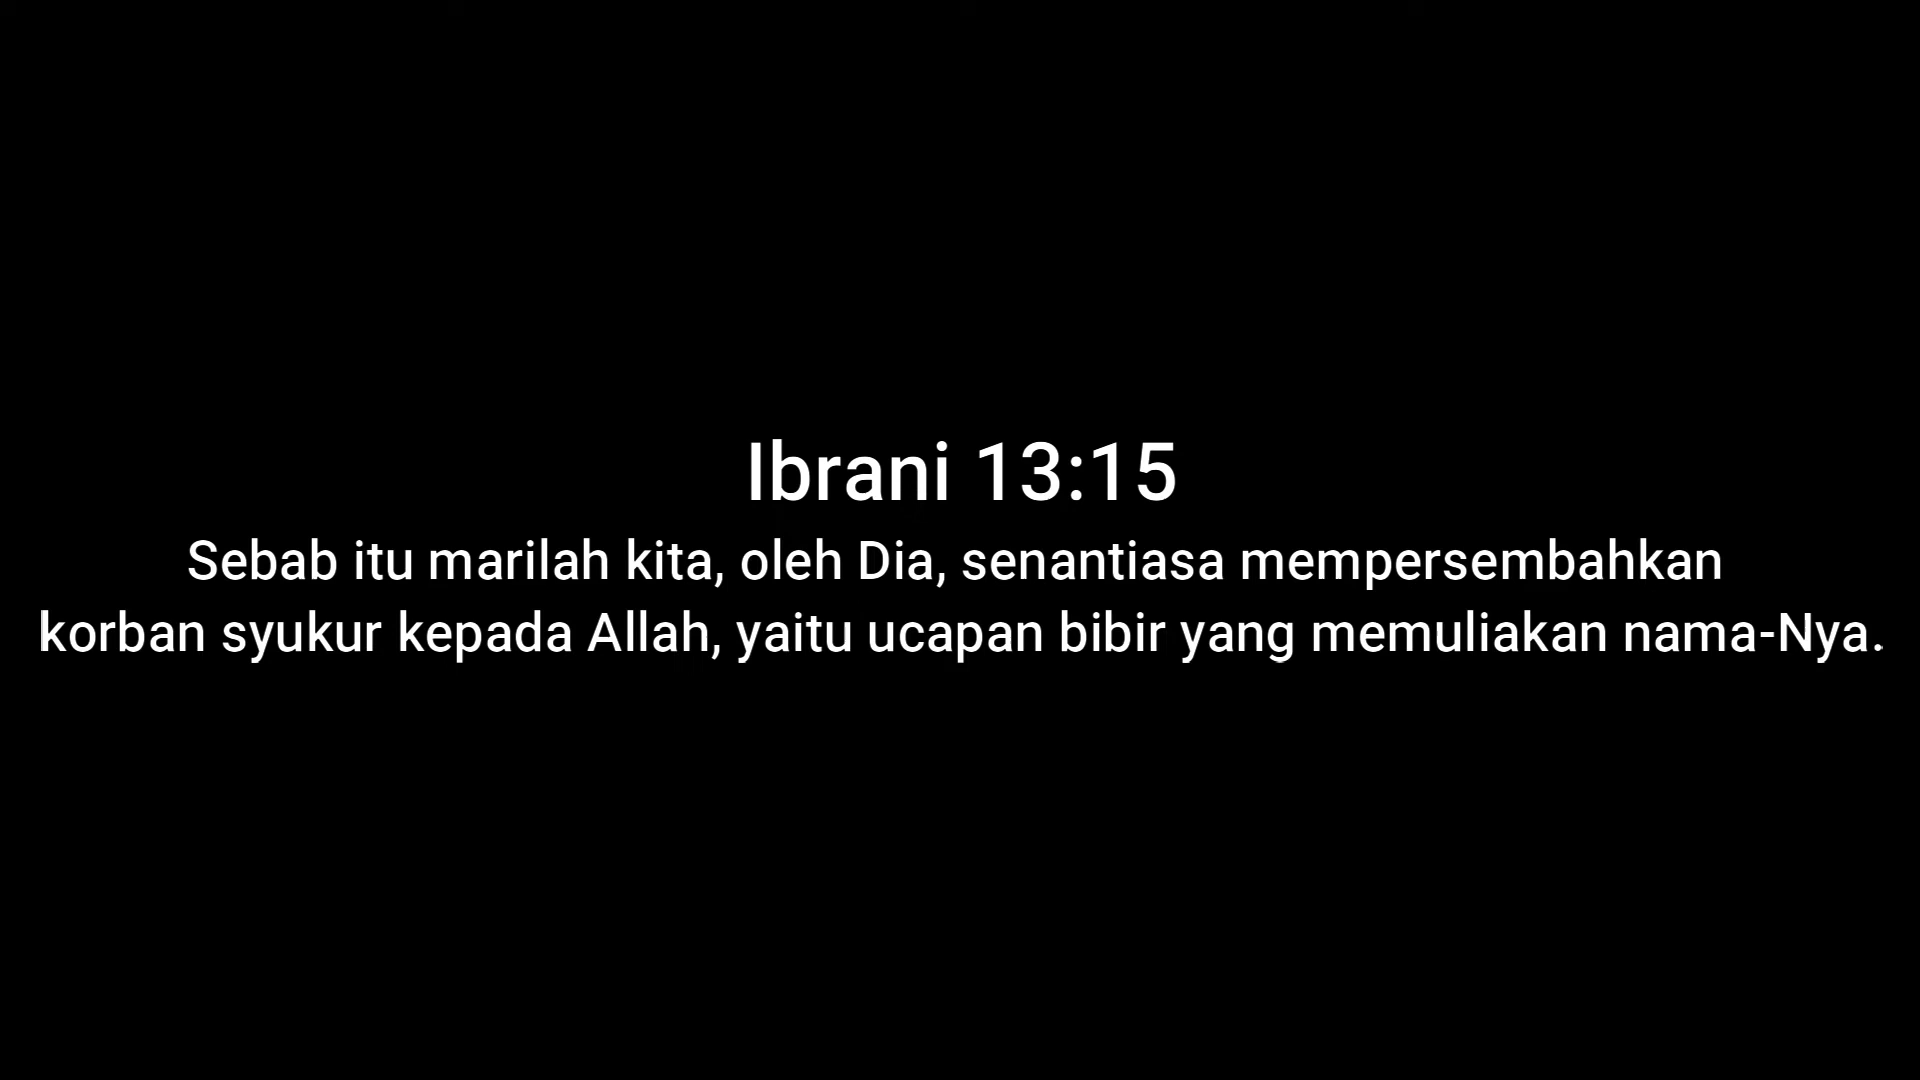 Ibrani 13:15
Sebab itu marilah kita, oleh Dia, senantiasa mempersembahkan
korban syukur kepada Allah, yaitu ucapan bibir yang memuliakan nama-Nya.